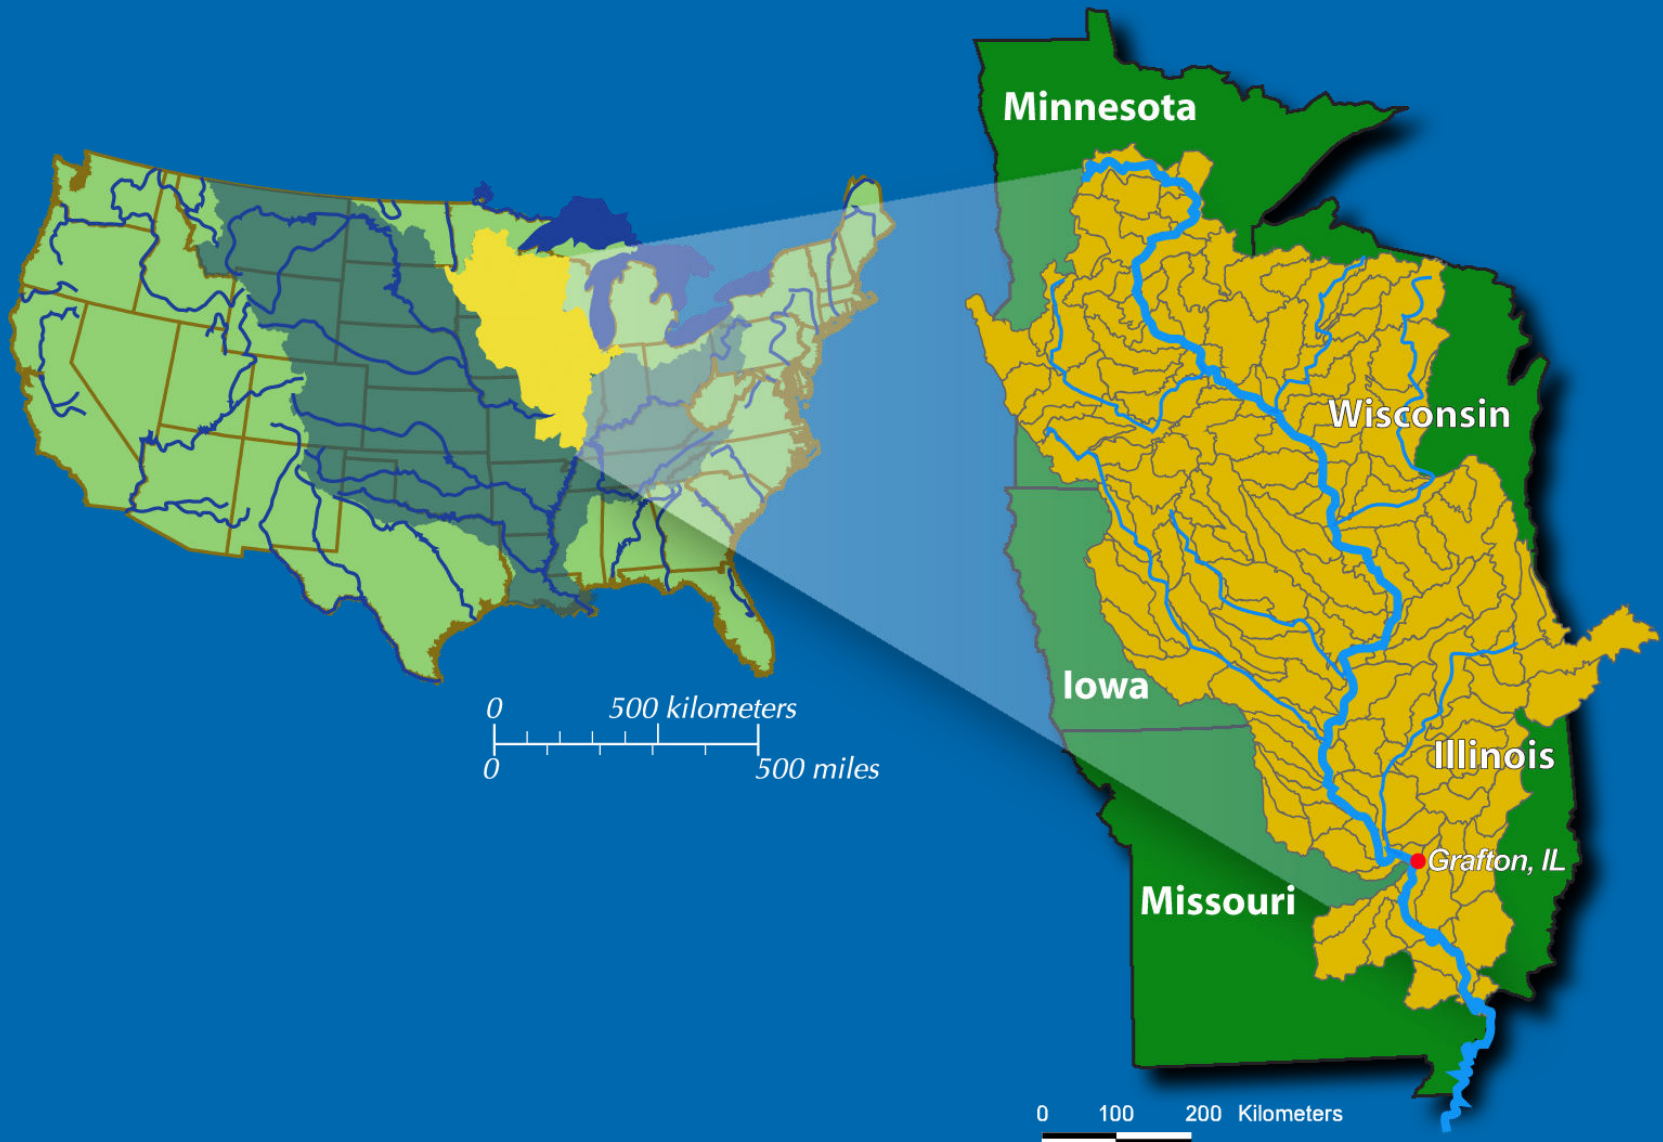 Minnesota
Wisconsin
Iowa
0 500 kilometers
0 500 miles
Illinois
Grafton, IL
Missouri
0 100 200 Kilometers